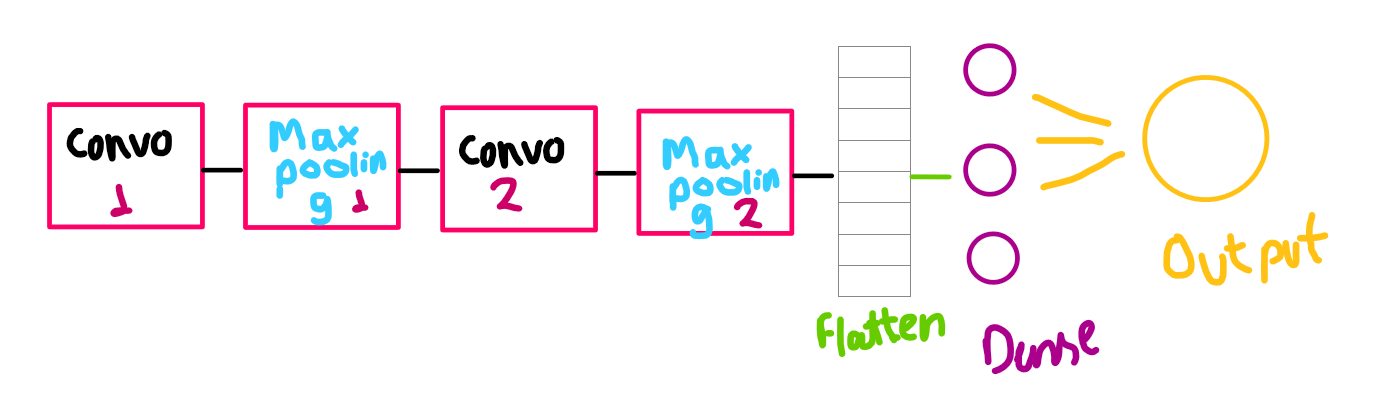 Convo
1
Max
poolin
g 1
Convo
2
Max
poolin
g 2
Flatten
Dense
Output